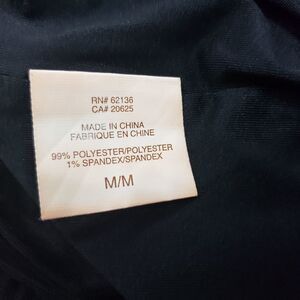 RN# 62136
CA# 20625
MADE IN CHINA
FABRIQUE EN CHINE
99% POLYESTER/POLYESTER
1% SPANDEX/SPANDEX
M/M